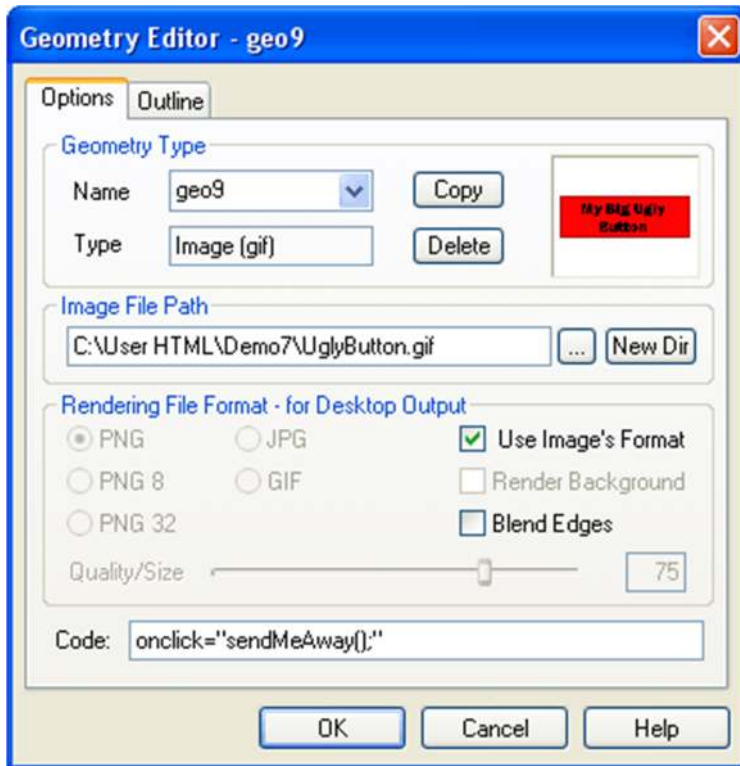 Geometry Editor - geo9
Options Outline
Geometry Type
Name geo9 Copy
Type Image (gif) Delete
My Big Ugly
Button
Image File Path
C:\User HTML\Demo7\UglyButton.gif ... New Dir
Rendering File Format - for Desktop Output
PNG JPG Use Image's Format
PNG 8 GIF Render Background
PNG 32 Blend Edges
Quality/Size 75
Code: onclick="sendMeAway();"
OK Cancel Help